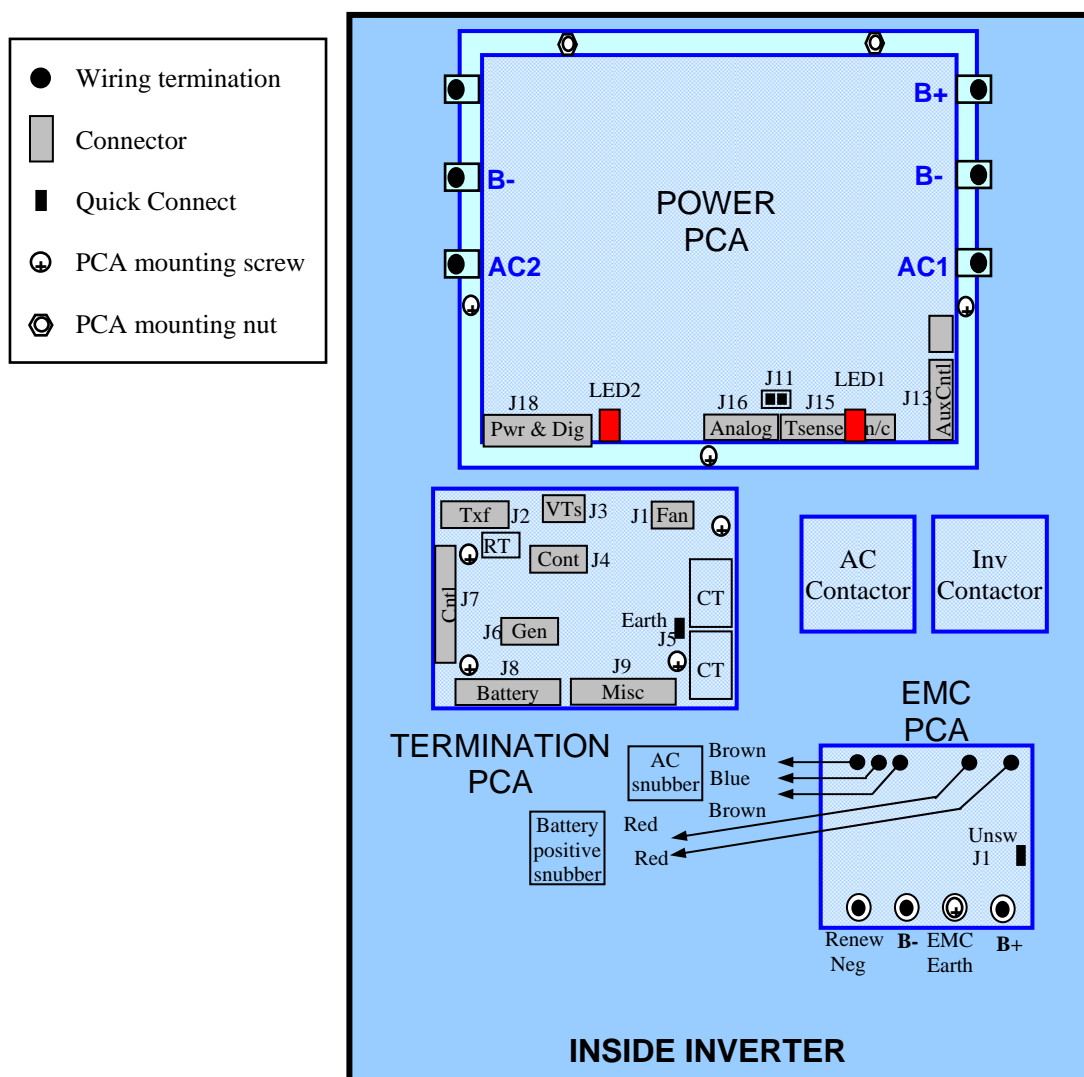 Wiring termination
Connector
Quick Connect
PCA mounting screw
PCA mounting nut
B+
B-
B-
POWER
PCA
AC2
AC1
LED2
J11
LED1
J18
J16
J15
J13
AuxCntl
Pwr & Dig
Analog
Tsense
n/c
Txf
J2
VTs
J3
J1
Fan
RT
Cont
J4
Cntl
J7
CT
Earth
J5
J6
Gen
J8
J9
CT
Battery
Misc
AC
Contactor
Inv
Contactor
TERMINATION
PCA
EMC
PCA
AC
snubber
Brown
Blue
Brown
Battery
positive
snubber
Red
Red
Unsw
J1
Renew
Neg
B-
EMC
Earth
B+
INSIDE INVERTER